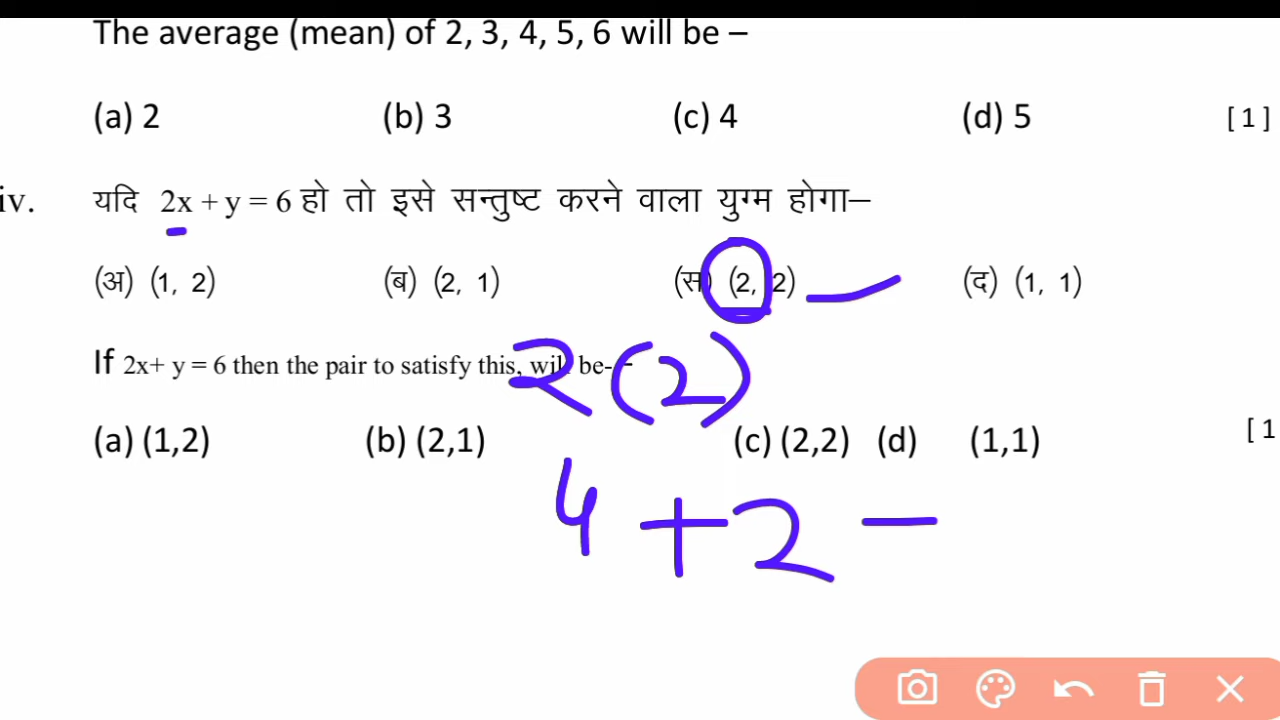 The average (mean) of 2, 3, 4, 5, 6 will be –
(a) 2 (b) 3 (c) 4 (d) 5 [ 1 ]
iv. यदि 2x + y = 6 हो तो इसे सन्तुष्ट करने वाला युग्म होगा–
(अ) (1, 2) (ब) (2, 1) (स) (2, 2) (द) (1, 1)
If 2x+ y = 6 then the pair to satisfy this, will be-–
2 (2)
(a) (1,2) (b) (2,1) (c) (2,2) (d) (1,1) [ 1
4 + 2 –